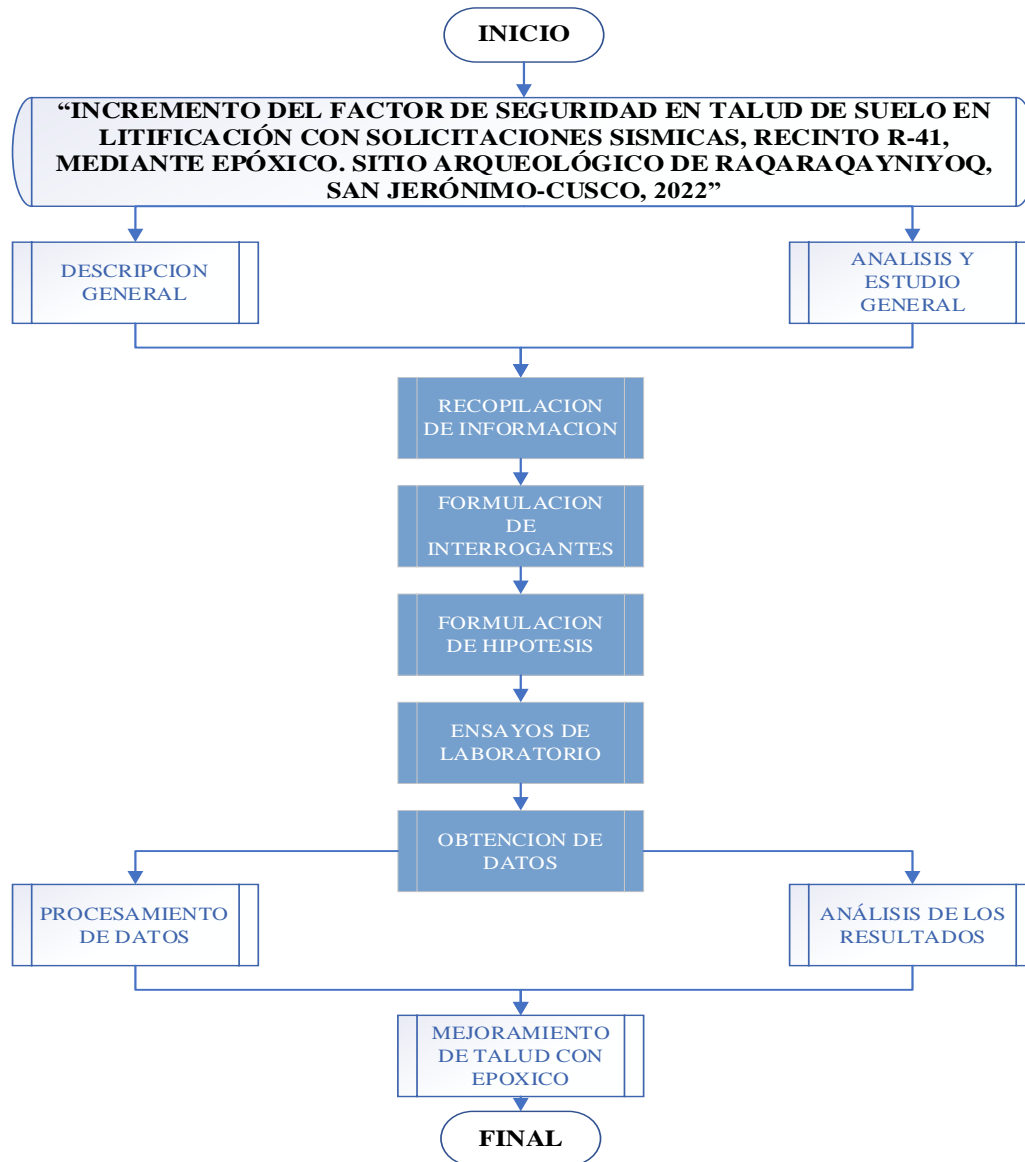 INICIO
“INCREMENTO DEL FACTOR DE SEGURIDAD EN TALUD DE SUELO EN
LITIFICACIÓN CON SOLICITACIONES SISMICAS, RECINTO R-41,
MEDIANTE EPÓXICO. SITIO ARQUEOLÓGICO DE RAQARAQAYNIYOQ,
SAN JERÓNIMO-CUSCO, 2022”
DESCRIPCION
GENERAL
ANALISIS Y
ESTUDIO
GENERAL
RECOPILACION
DE INFORMACION
FORMULACION
DE
INTERROGANTES
FORMULACION
DE HIPOTESIS
ENSAYOS DE
LABORATORIO
OBTENCION DE
DATOS
PROCESAMIENTO
DE DATOS
ANÁLISIS DE LOS
RESULTADOS
MEJORAMIENTO
DE TALUD CON
EPOXICO
FINAL